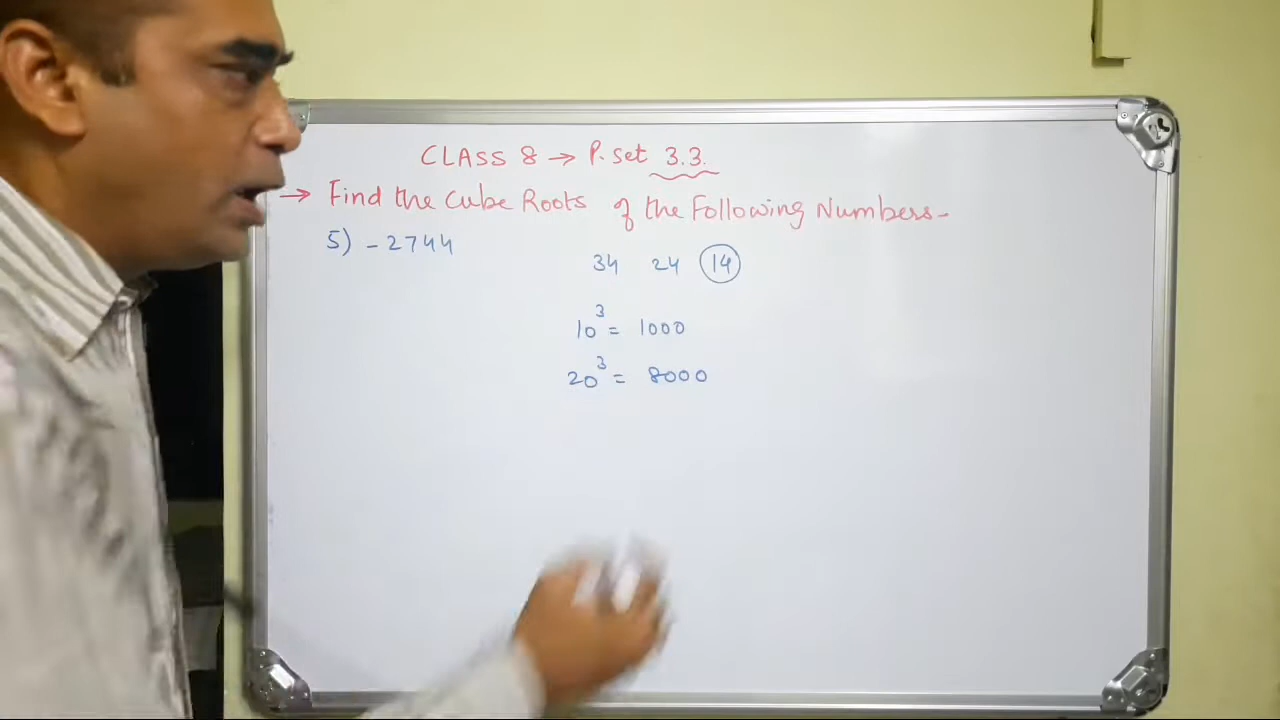 CLASS 8 → P. Set 3.3.
→ Find the Cube Roots of the Following Numbers-
5) - 2744
34 24 14
10³ = 1000
20³ = 8000